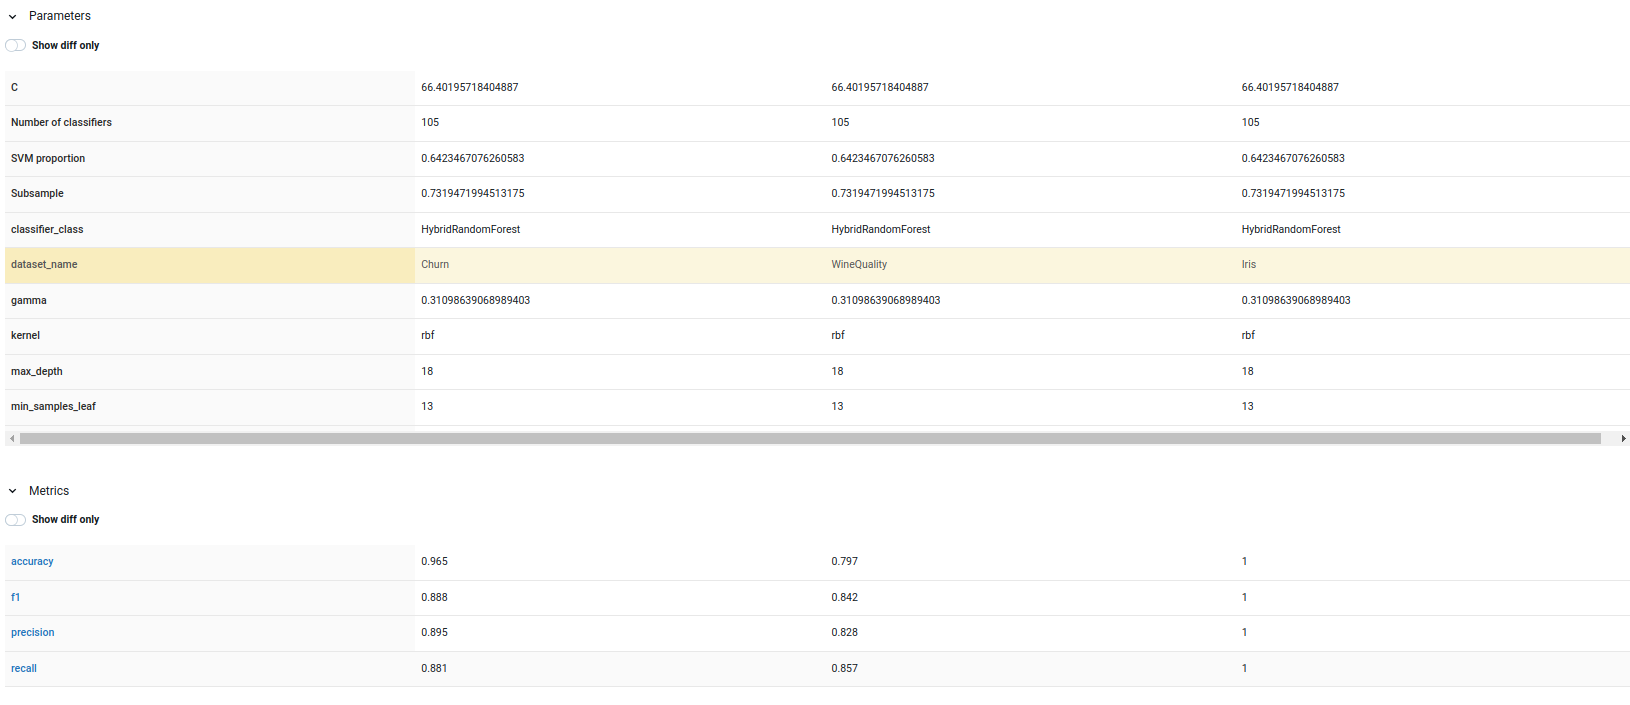 Parameters
Show diff only
C 66.40195718404887 66.40195718404887 66.40195718404887
Number of classifiers 105 105 105
SVM proportion 0.6423467076260583 0.6423467076260583 0.6423467076260583
Subsample 0.7319471994513175 0.7319471994513175 0.7319471994513175
classifier_class HybridRandomForest HybridRandomForest HybridRandomForest
dataset_name Churn WineQuality Iris
gamma 0.31098639068989403 0.31098639068989403 0.31098639068989403
kernel rbf rbf rbf
max_depth 18 18 18
min_samples_leaf 13 13 13
Metrics
Show diff only
accuracy 0.965 0.797 1
f1 0.888 0.842 1
precision 0.895 0.828 1
recall 0.881 0.857 1